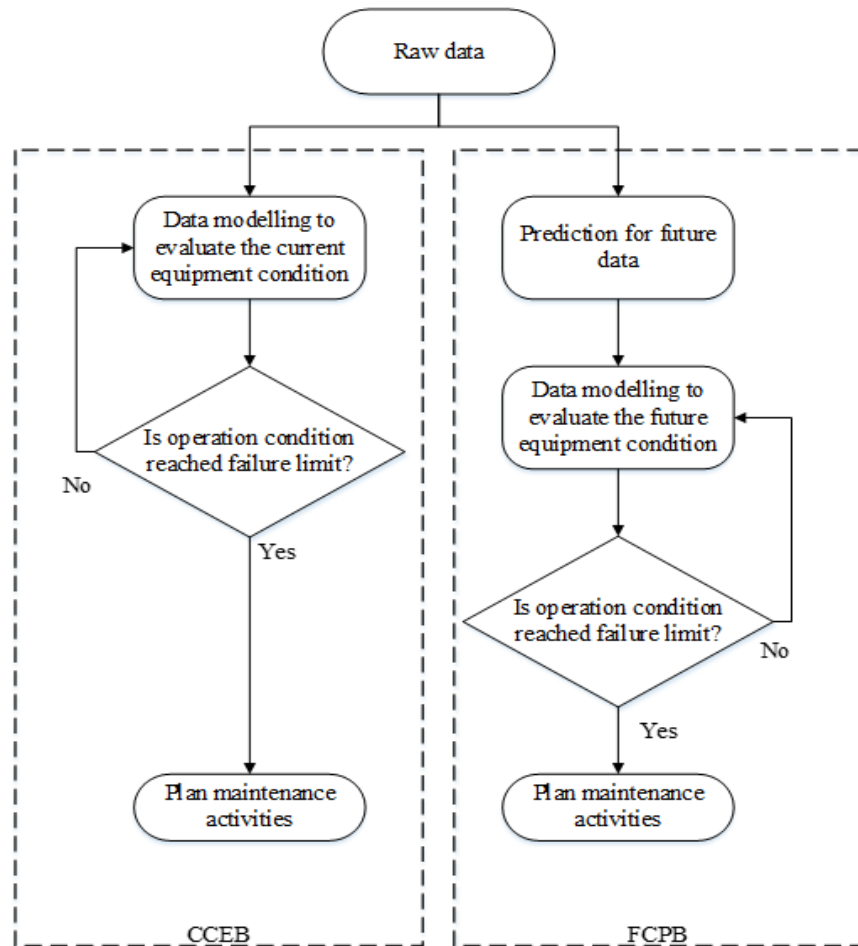 Raw data
Data modelling to
evaluate the current
equipment condition
Is operation condition
reached failure limit?
No
Yes
Plan maintenance
activities
CCEB
Prediction for future
data
Data modelling to
evaluate the future
equipment condition
Is operation condition
reached failure limit?
No
Yes
Plan maintenance
activities
FCPB